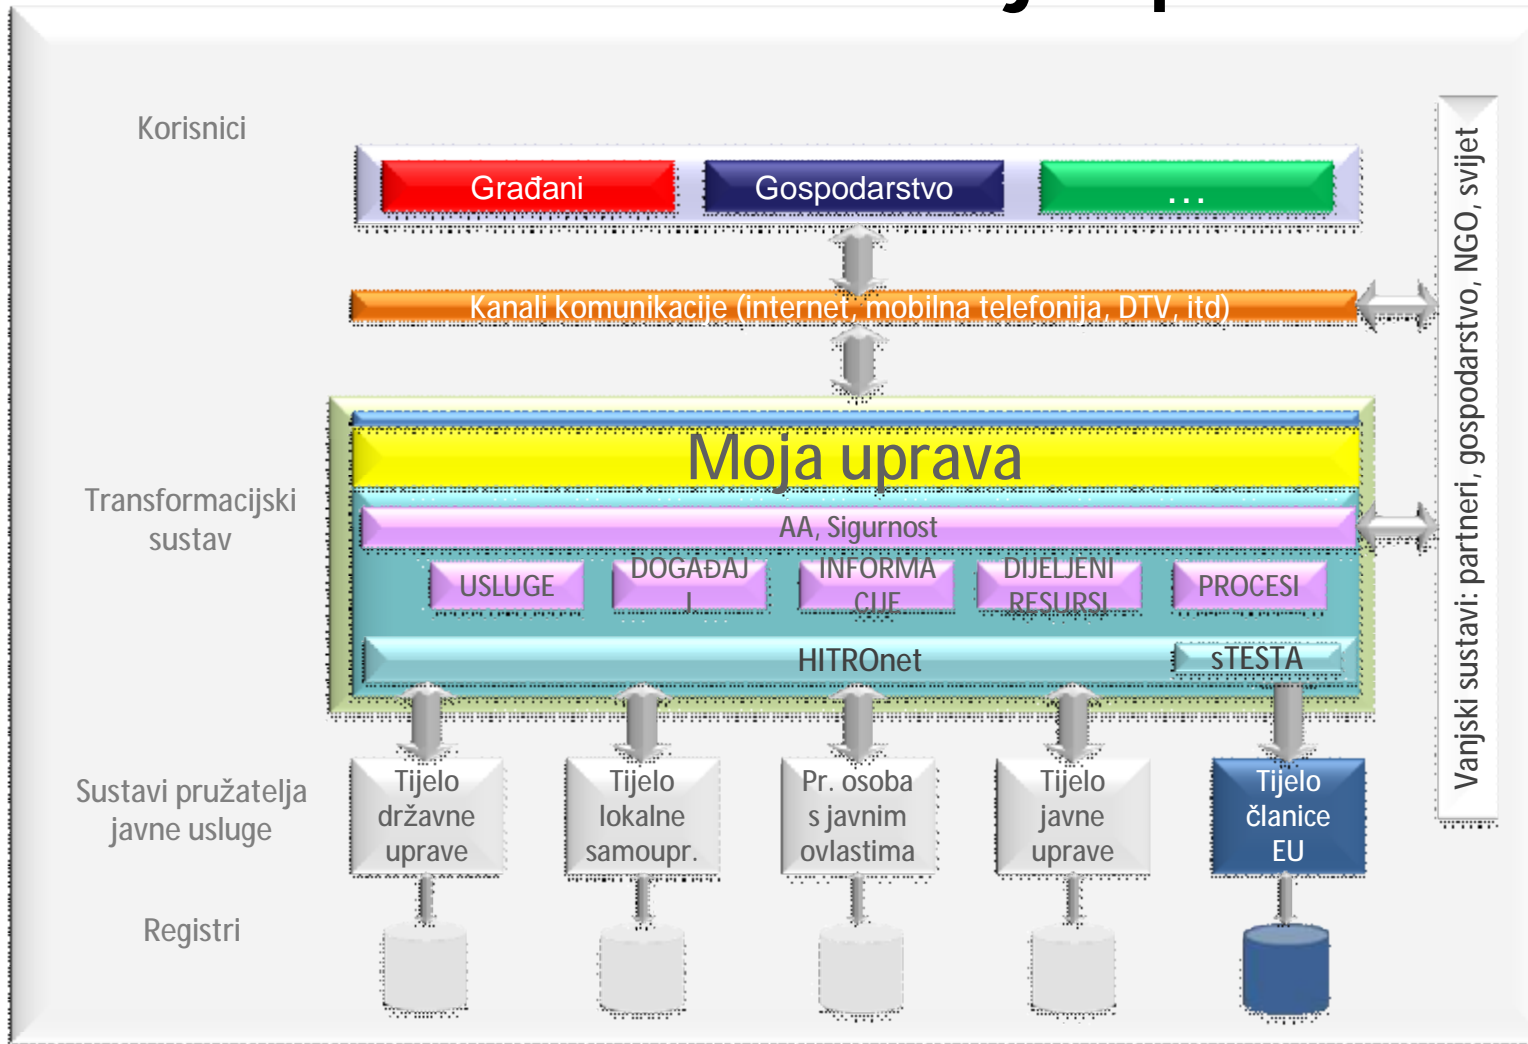 Korisnici
Građani
Gospodarstvo
...
Kanali komunikacije (internet, mobilna telefonija, DTV, itd)
Moja uprava
Transformacijski
sustav
AA, Sigurnost
USLUGE
DOGAĐAJ
I
INFORMA
CIJE
DIJELJENI
RESURSI
PROCESI
HITROnet
sTESTA
Sustavi pružatelja
javne usluge
Tijelo
državne
uprave
Tijelo
lokalne
samoupr.
Pr. osoba
s javnim
ovlastima
Tijelo
javne
uprave
Tijelo
članice
EU
Registri
Vanjski sustavi: partneri, gospodarstvo, NGO, svijet